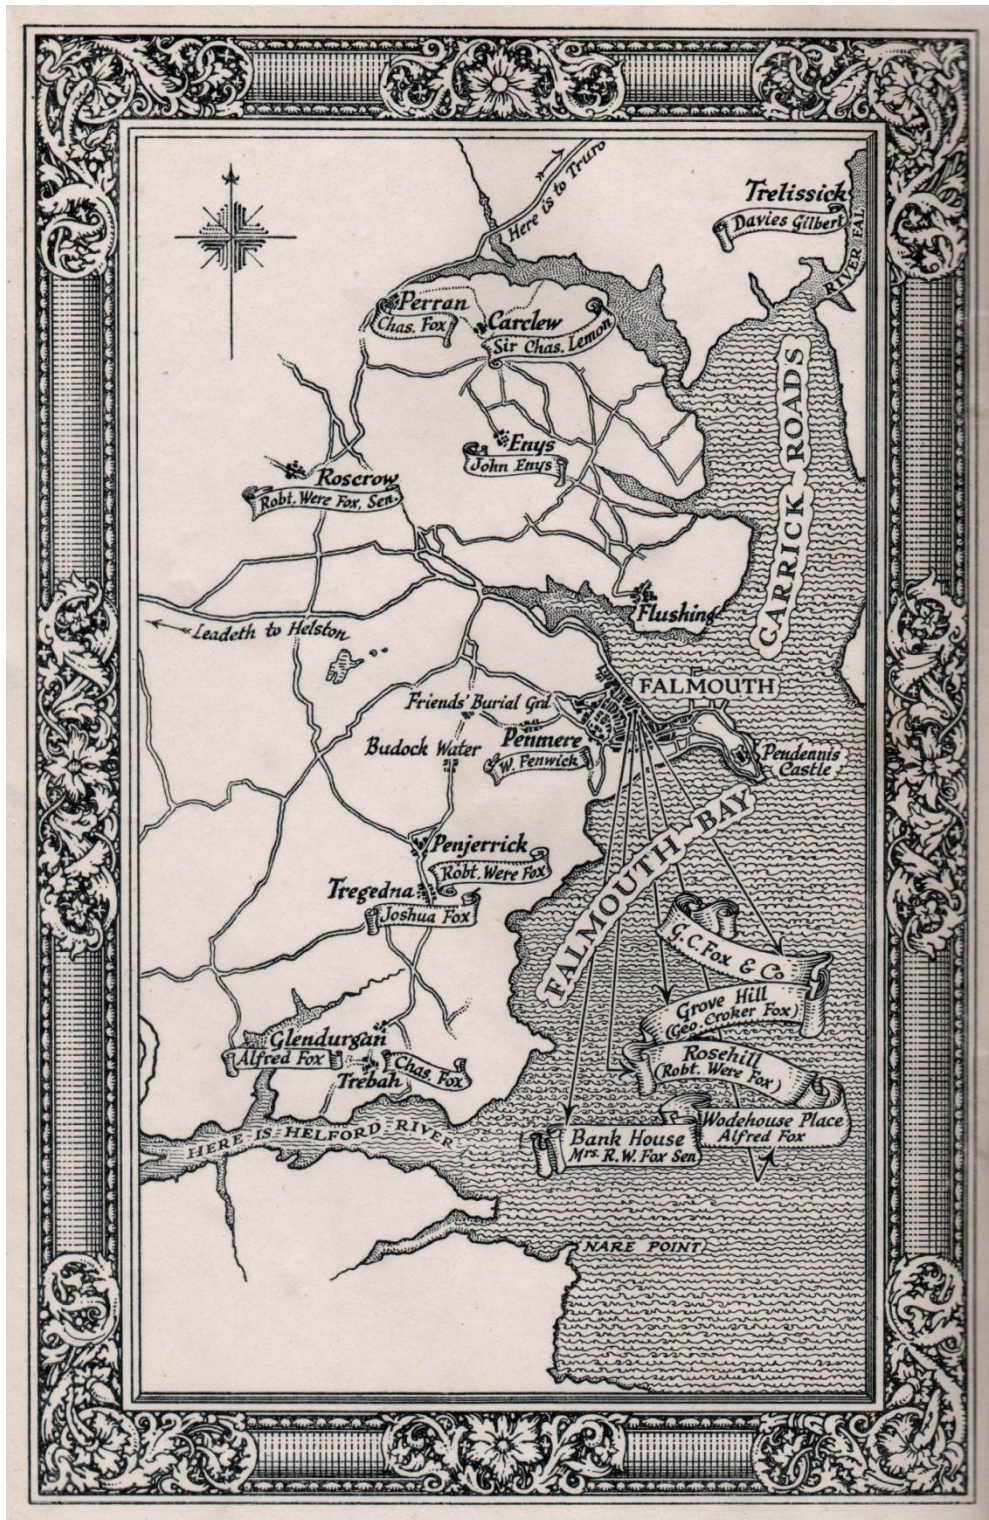 Here is to Truro
Trelissick
Davies Gilbert
RIVER FAL
Perran
Chas. Fox
Carclew
Sir Chas. Lemon
CARRICK ROADS
Enys
John Enys
Roscrow
Robt. Were Fox, Sen.
Flushing
Leadeth to Helston
FALMOUTH
Friends' Burial Grd
Penmere
W. Fenwick
Budock Water
Pendennis
Castle
FALMOUTH BAY
Penjerrick
Robt. Were Fox
Tregedna
Joshua Fox
G. C. Fox & Co
Grove Hill
(Geo. Croker Fox)
Glendurgan
Alfred Fox
Trebah
Chas. Fox
Rosehill
(Robt. Were Fox)
Wodehouse Place
Alfred Fox
Bank House
Mrs. R. W. Fox Sen
HERE IS HELFORD RIVER
NARE POINT